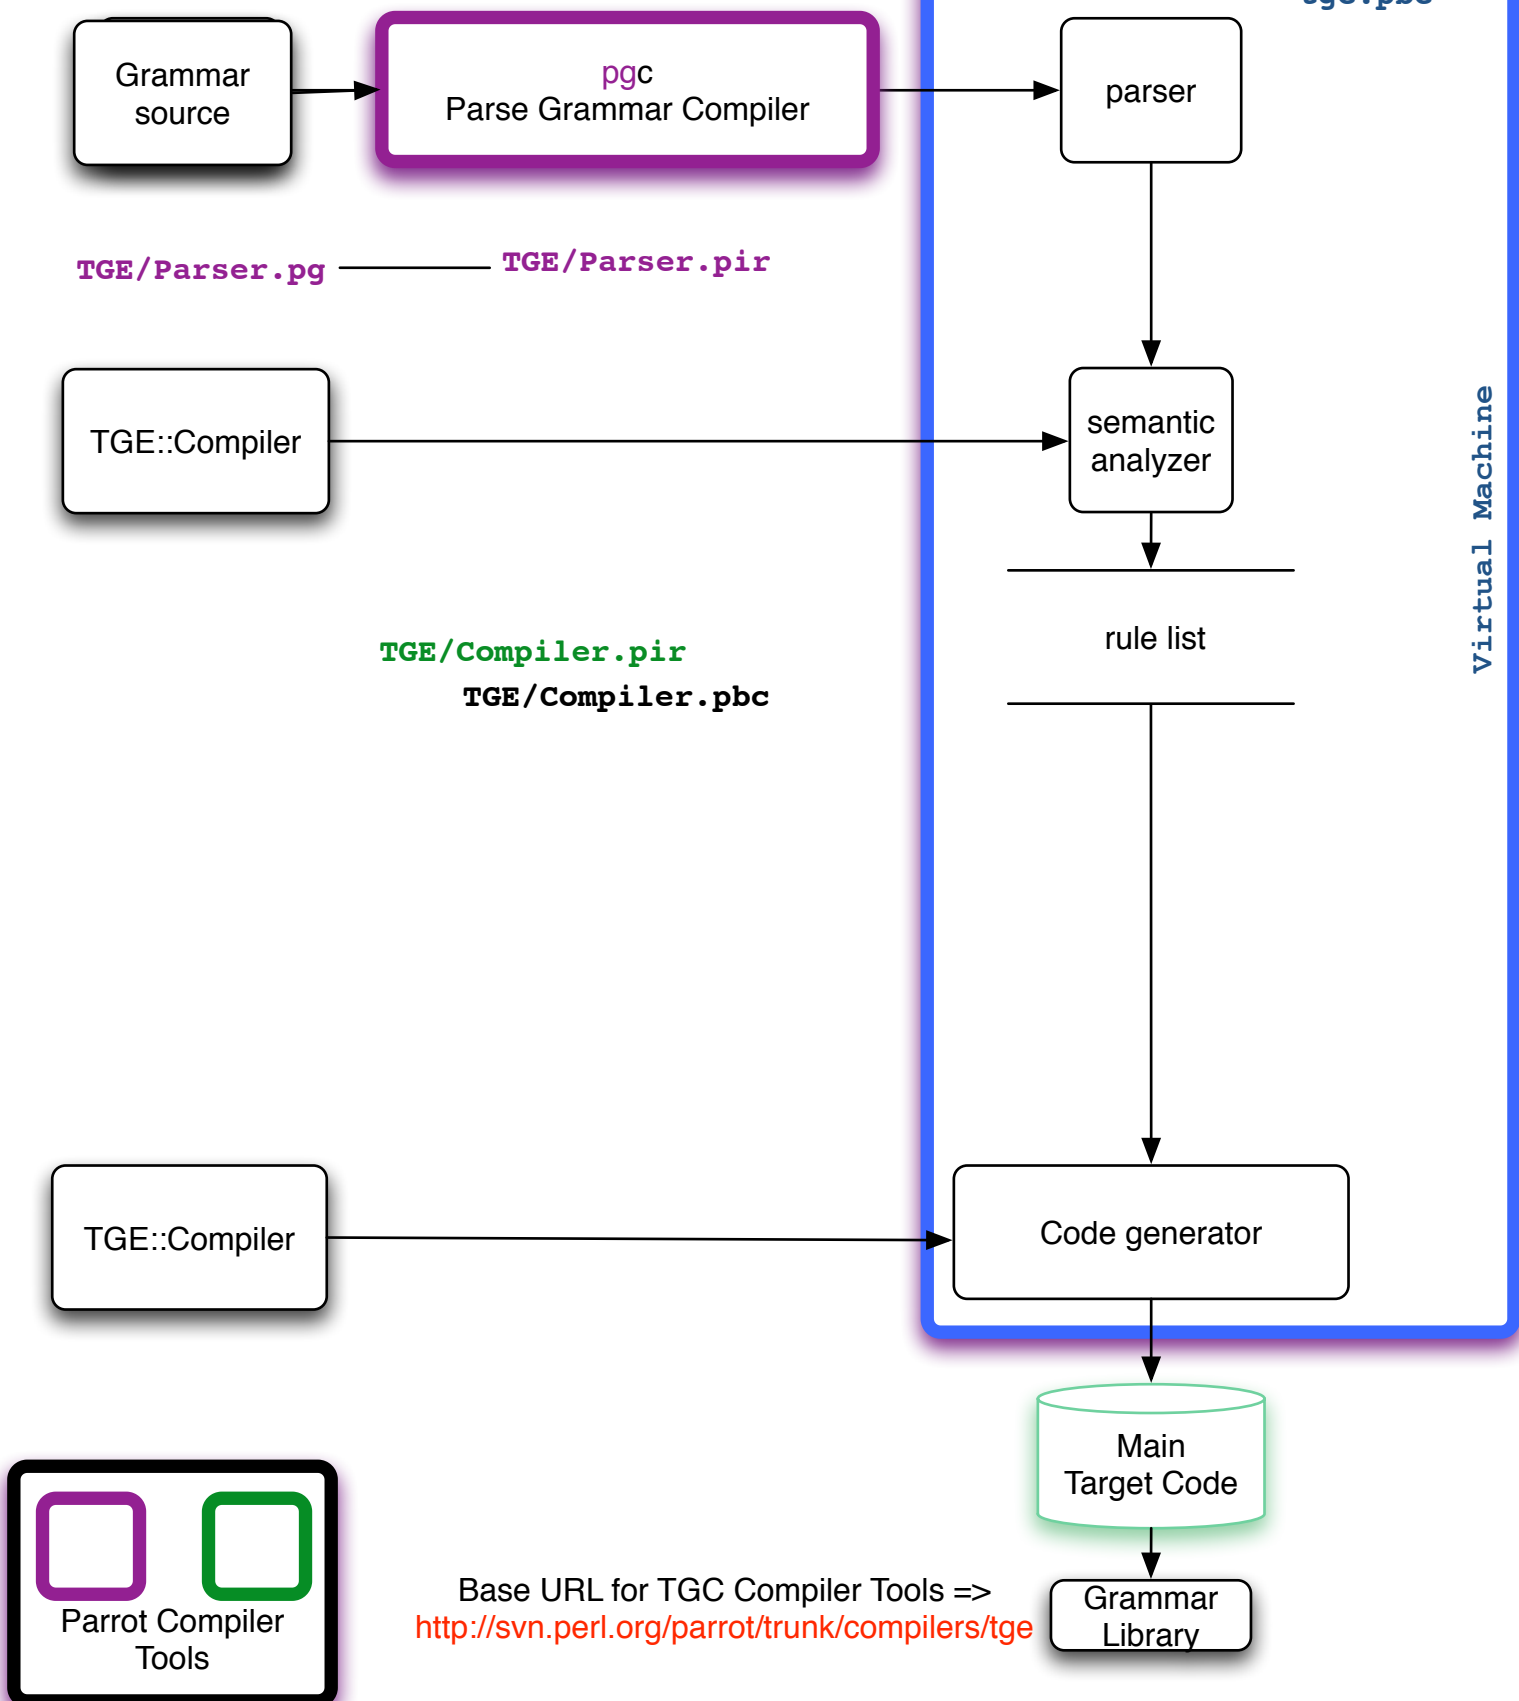 tgc.pbc
Grammar
source
pgc
Parse Grammar Compiler
parser
TGE/Parser.pg
TGE/Parser.pir
TGE::Compiler
semantic
analyzer
Virtual Machine
rule list
TGE/Compiler.pir
TGE/Compiler.pbc
TGE::Compiler
Code generator
Main
Target Code
Parrot Compiler
Tools
Base URL for TGC Compiler Tools =>
http://svn.perl.org/parrot/trunk/compilers/tge
Grammar
Library